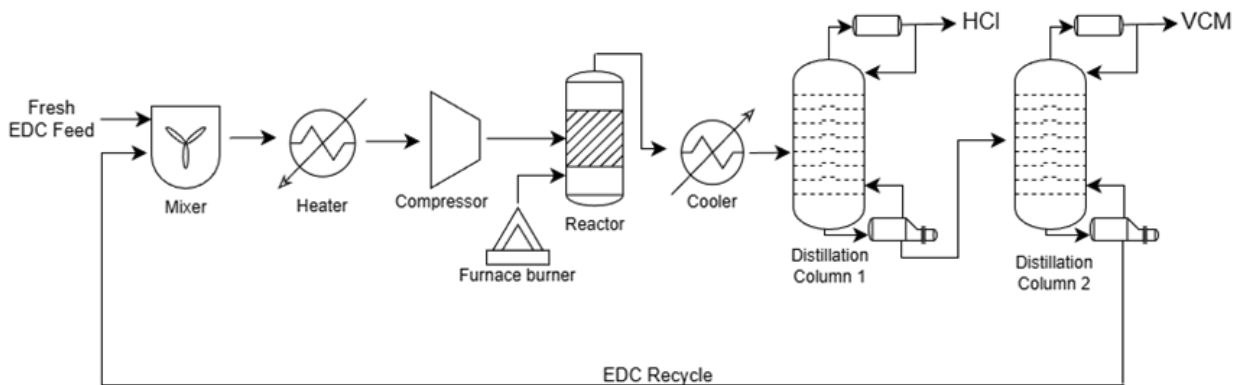 HCl
VCM
Fresh
EDC Feed
Mixer
Heater
Compressor
Reactor
Cooler
Furnace burner
Distillation
Column 1
Distillation
Column 2
EDC Recycle